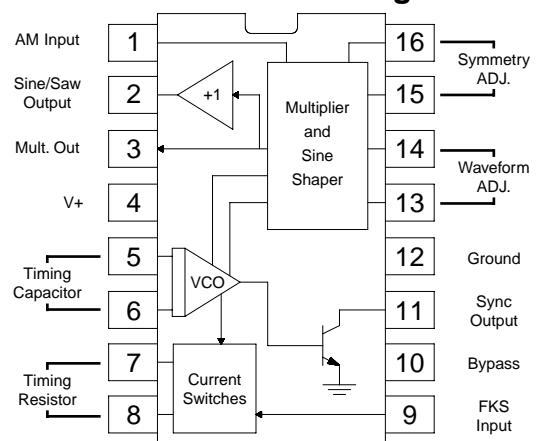 AM Input
1
16
Symmetry
ADJ.
Sine/Saw
Output
2
+1
Multiplier
and
Sine
Shaper
15
Mult. Out
3
14
Waveform
ADJ.
V+
4
13
Timing
Capacitor
5
VCO
12
Ground
6
11
Sync
Output
Timing
Resistor
7
Current
Switches
10
Bypass
8
9
FKS
Input